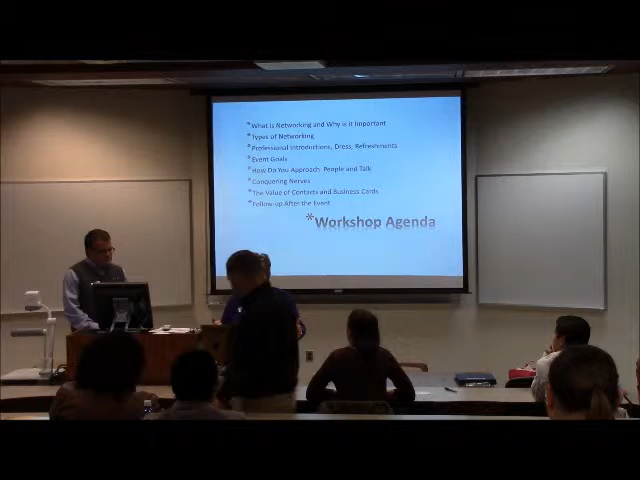 *What is Networking and Why is it Important
*Types of Networking
*Professional Introductions, Dress, Refreshments
*Event Goals
*How Do You Approach People and Talk
*Conquering Nerves
*The Value of Contacts and Business Cards
*Follow-up After the Event
*Workshop Agenda